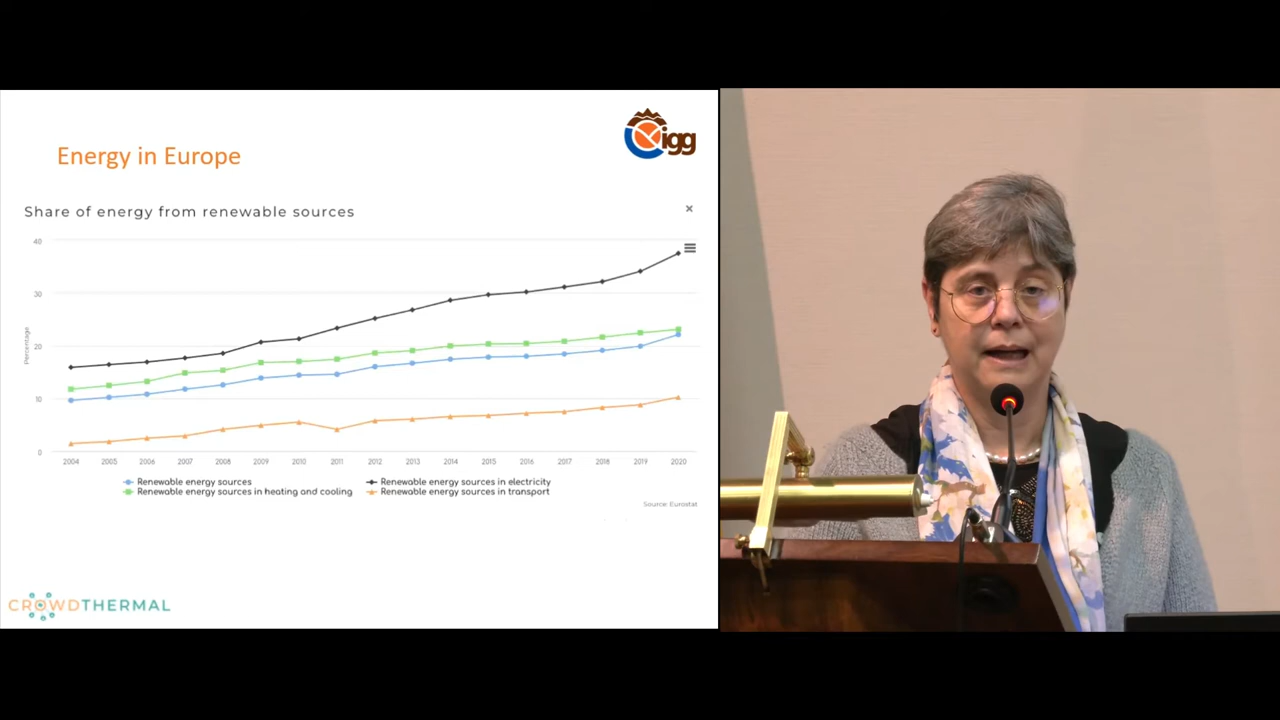 Energy in Europe
igg
Share of energy from renewable sources
×
Percentage
40
30
20
10
0
2004 2005 2006 2007 2008 2009 2010 2011 2012 2013 2014 2015 2016 2017 2018 2019 2020
Renewable energy sources
Renewable energy sources in electricity
Renewable energy sources in heating and cooling
Renewable energy sources in transport
Source: Eurostat
CROWDTHERMAL